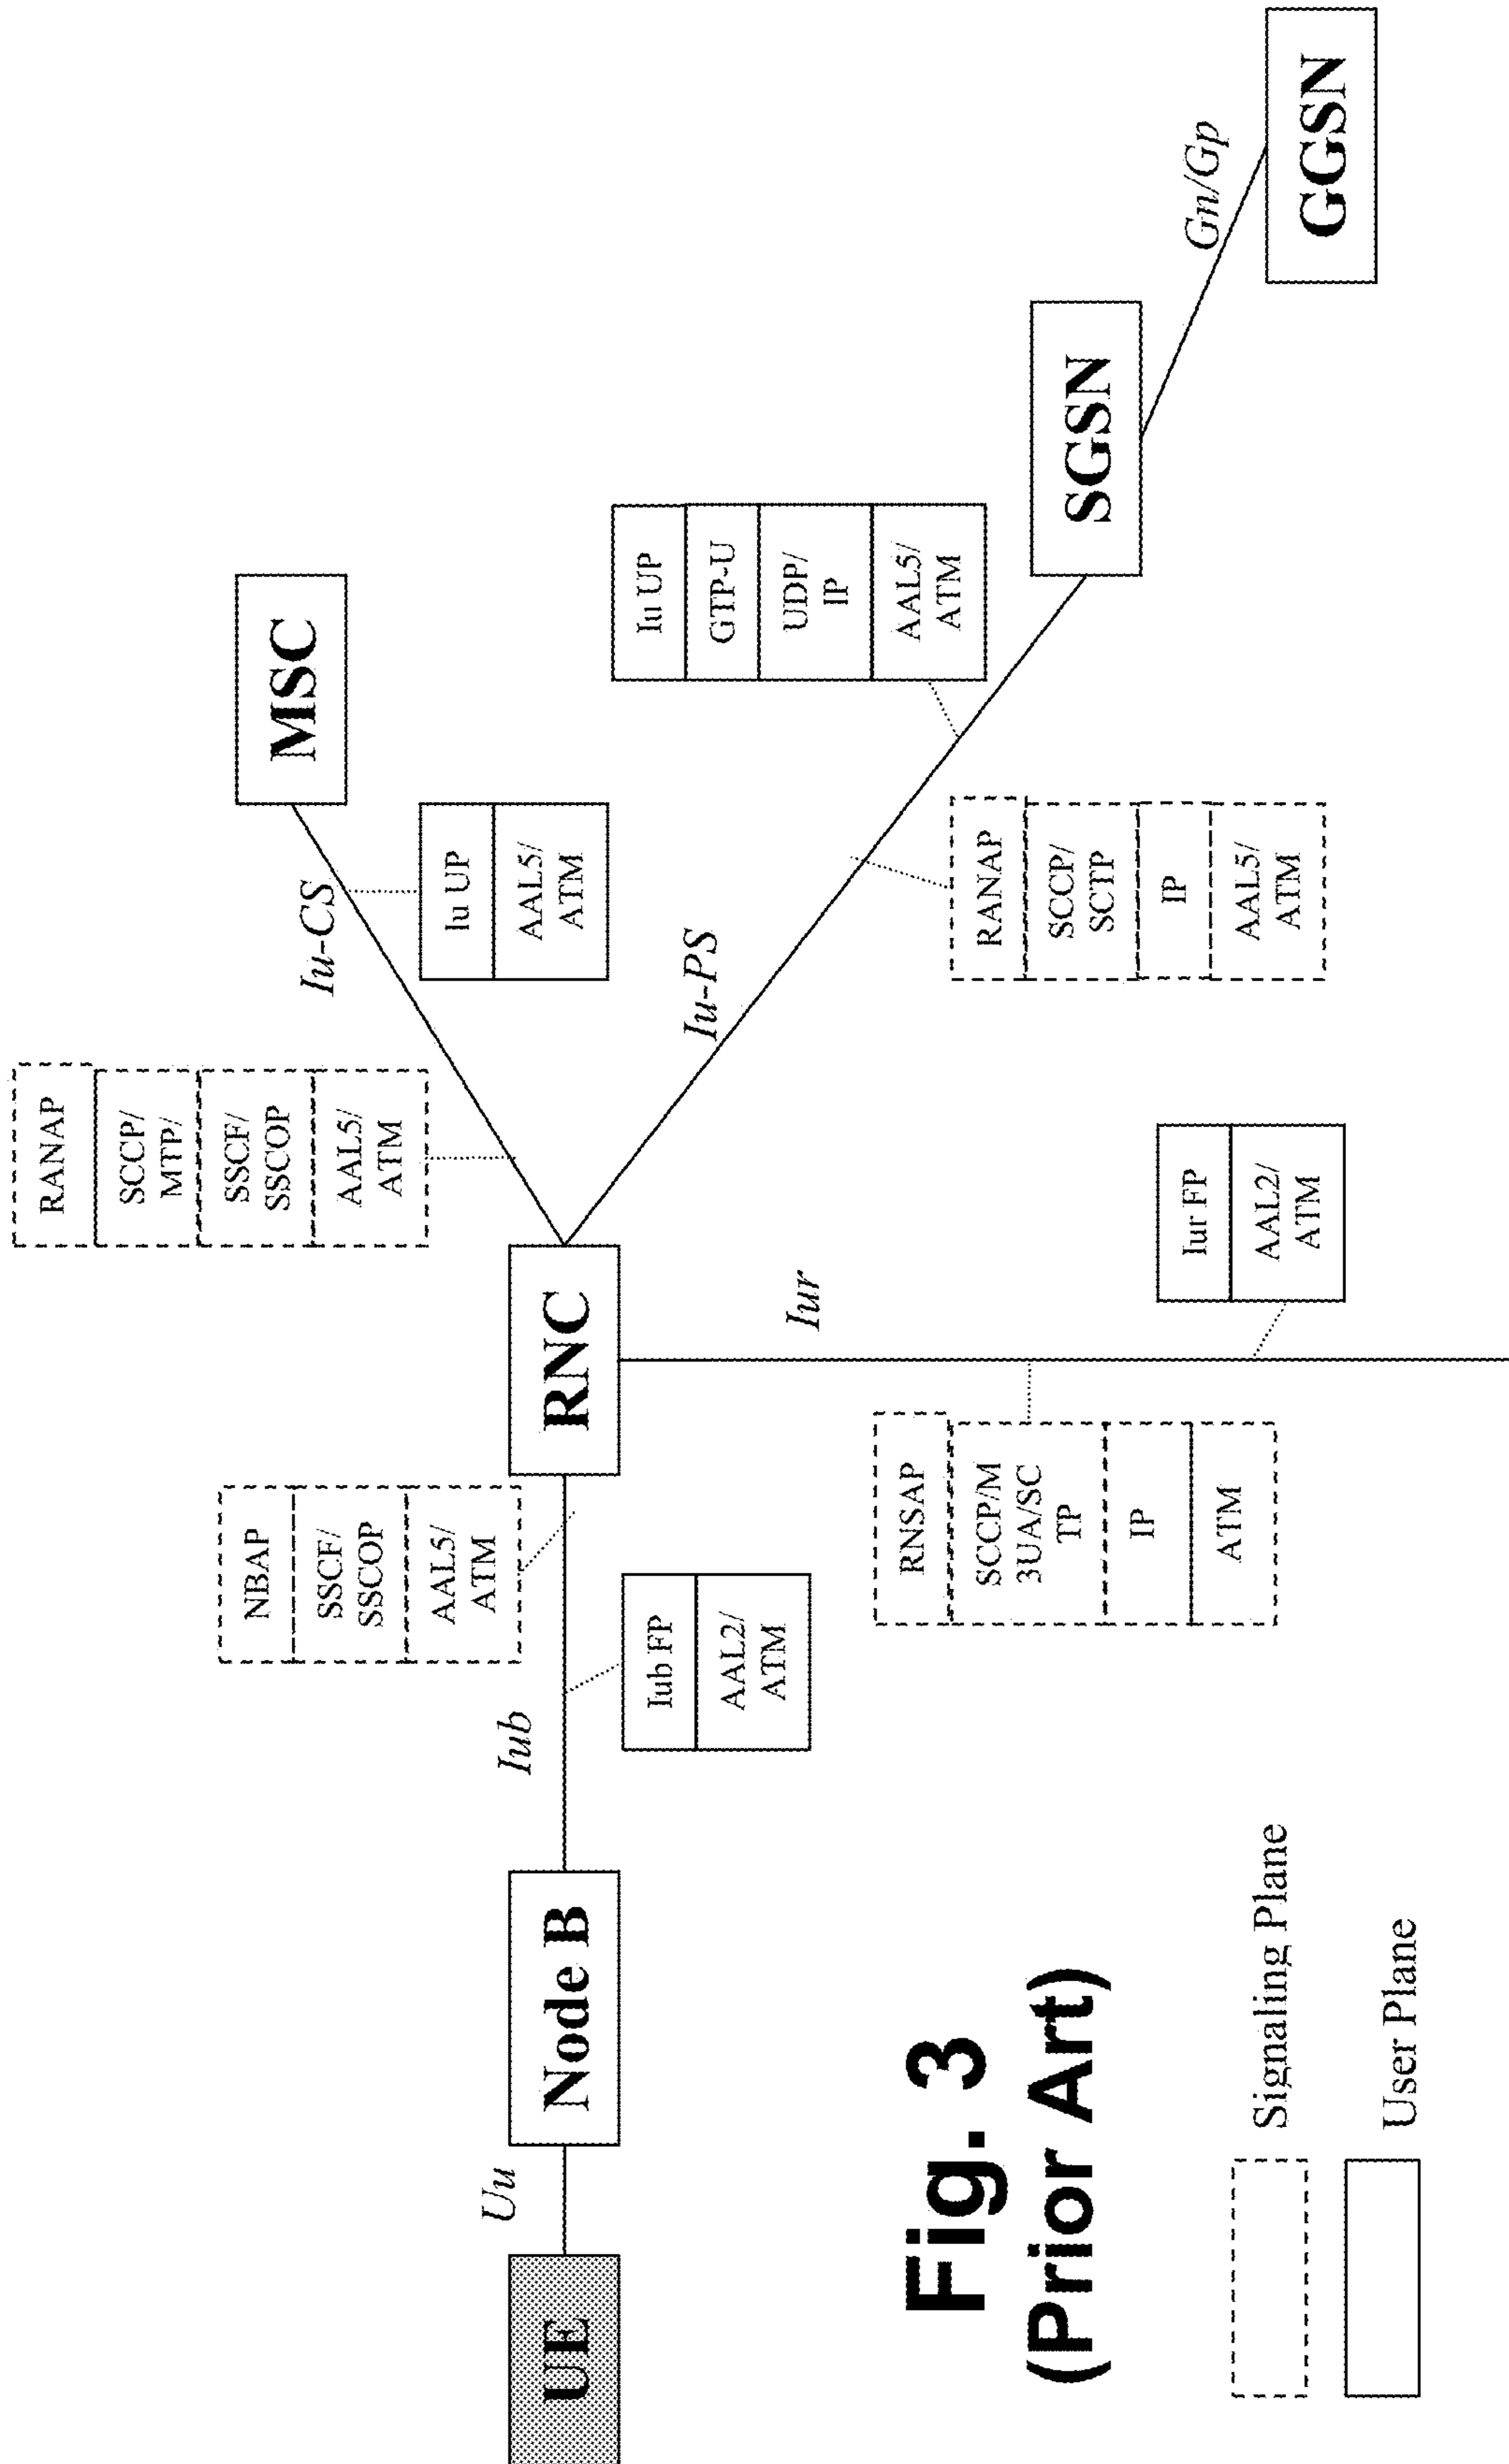 UE
Uu
Node B
Iub
NBAP
SSCF/
SSCOP
AAL5/
ATM
Iub FP
AAL2/
ATM
RNC
RANAP
SCCP/
MTP/
SSCF/
SSCOP
AAL5/
ATM
Iu-CS
Iu UP
AAL5/
ATM
MSC
Iu-PS
Iu UP
GTP-U
UDP/
IP
AAL5/
ATM
RANAP
SCCP/
SCTP
IP
AAL5/
ATM
SGSN
Gn/Gp
GGSN
Iur
RNSAP
SCCP/M
3UA/SC
TP
IP
ATM
Iur FP
AAL2/
ATM
Fig. 3
(Prior Art)
Signaling Plane
User Plane